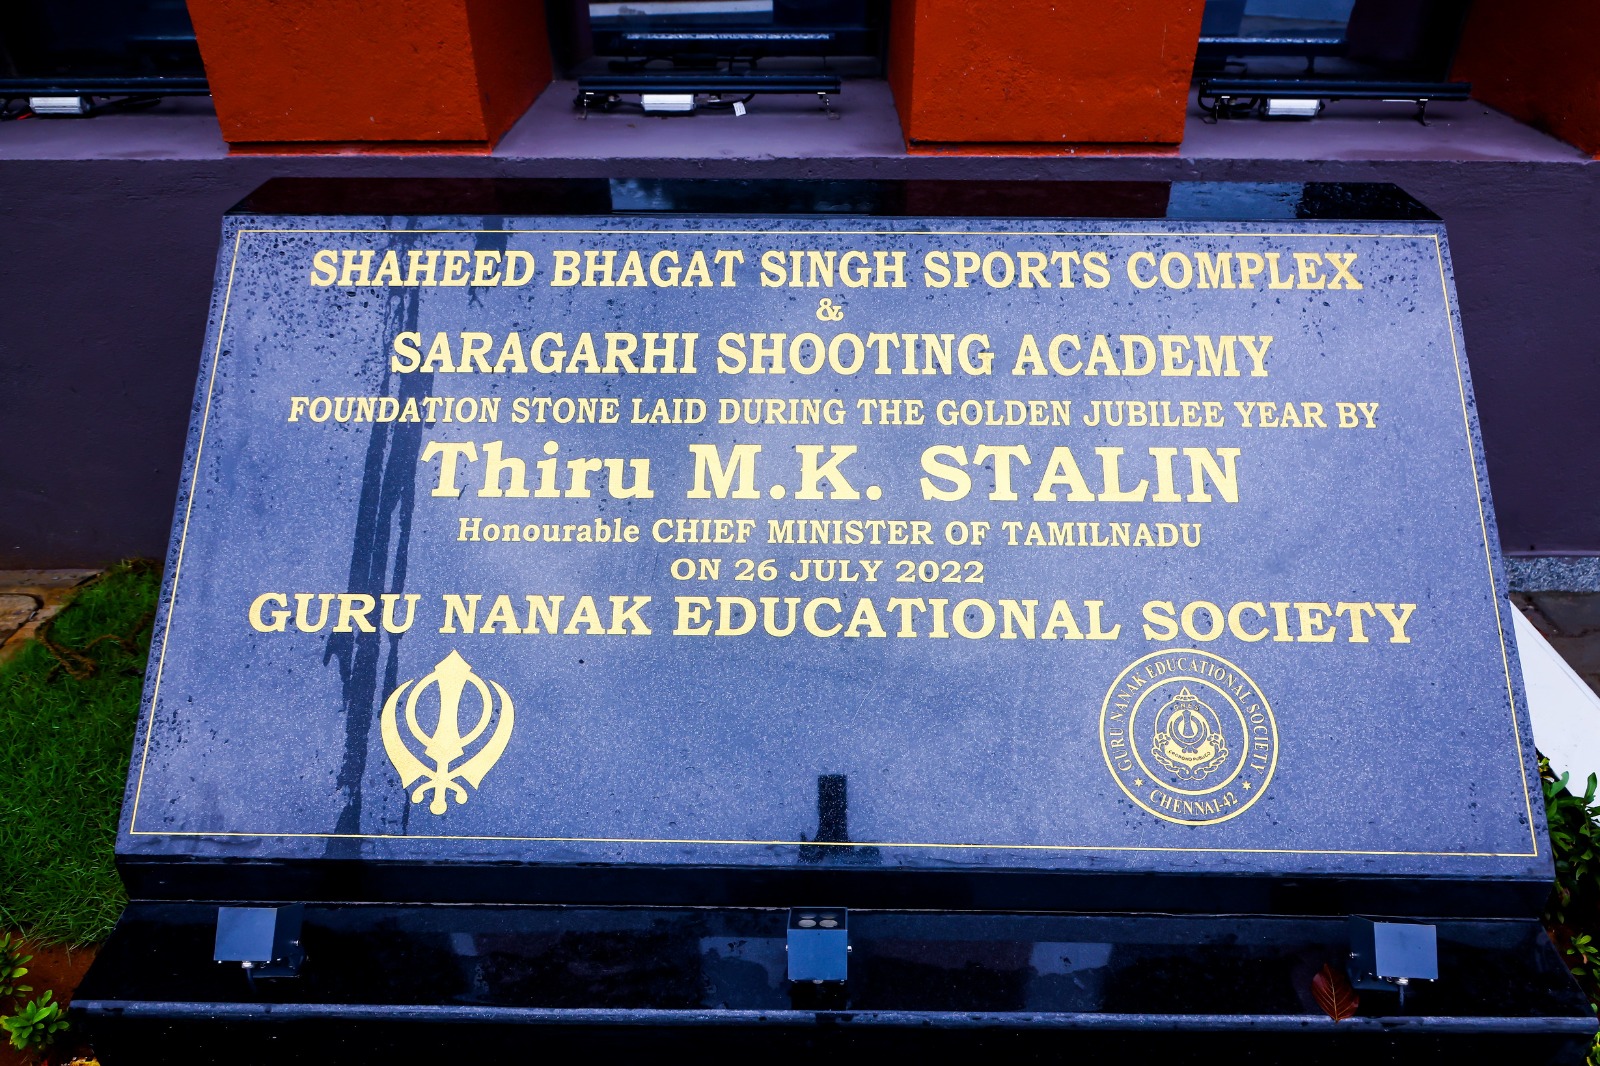 SHAHEED BHAGAT SINGH SPORTS COMPLEX
&
SARAGARHI SHOOTING ACADEMY
FOUNDATION STONE LAID DURING THE GOLDEN JUBILEE YEAR BY
Thiru M.K. STALIN
Honourable CHIEF MINISTER OF TAMILNADU
ON 26 JULY 2022
GURU NANAK EDUCATIONAL SOCIETY
GURU NANAK EDUCATIONAL SOCIETY
CHENNAI-42